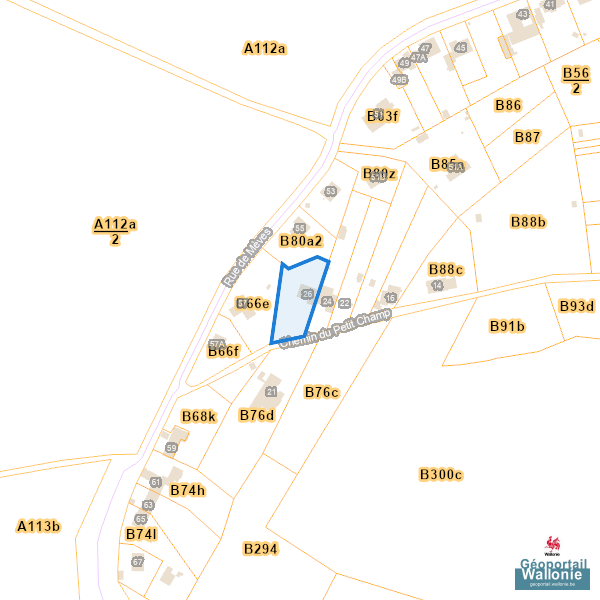 41
43
47
45
A112a
47A
49
49B
B56
2
B86
B83f
B87
B80z
B85a
51A
53
A112a
2
55
B88b
B80a2
Rue de Mèves
B88c
14
16
26
24
22
B66e
B93d
B91b
Chemin du Petit Champ
57A
B66f
21
B76c
B68k
B76d
59
B300c
61
B74h
63
65
A113b
B74l
B294
67
Wallonie
Géoportail
Wallonie
geoportail.wallonie.be